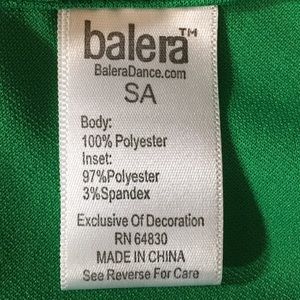 balera™
BaleraDance.com
SA
Body:
100% Polyester
Inset:
97%Polyester
3%Spandex
Exclusive Of Decoration
RN 64830
MADE IN CHINA
See Reverse For Care